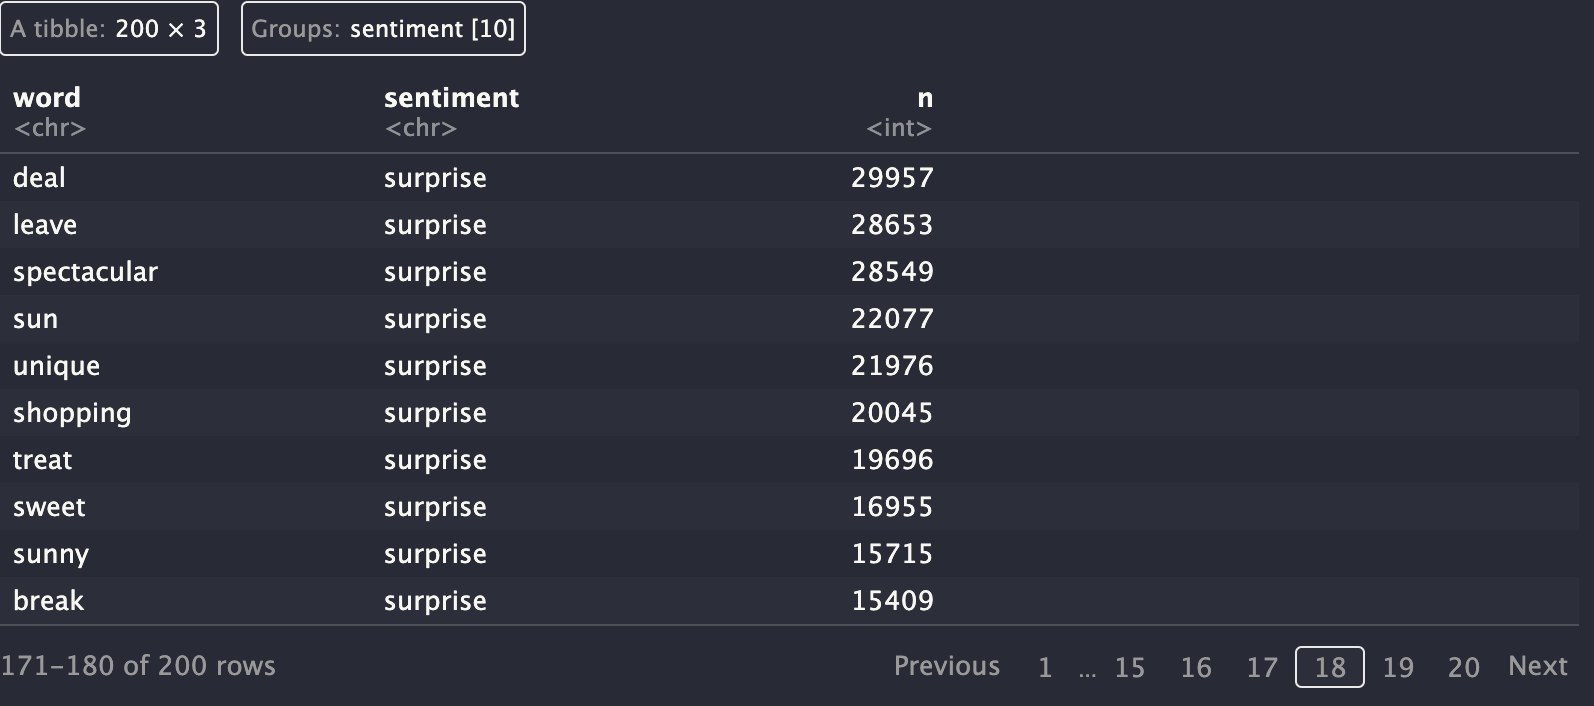 A tibble: 200 × 3 Groups: sentiment [10]
word sentiment n
<chr> <chr> <int>
deal surprise 29957
leave surprise 28653
spectacular surprise 28549
sun surprise 22077
unique surprise 21976
shopping surprise 20045
treat surprise 19696
sweet surprise 16955
sunny surprise 15715
break surprise 15409
171-180 of 200 rows Previous 1 ... 15 16 17 18 19 20 Next